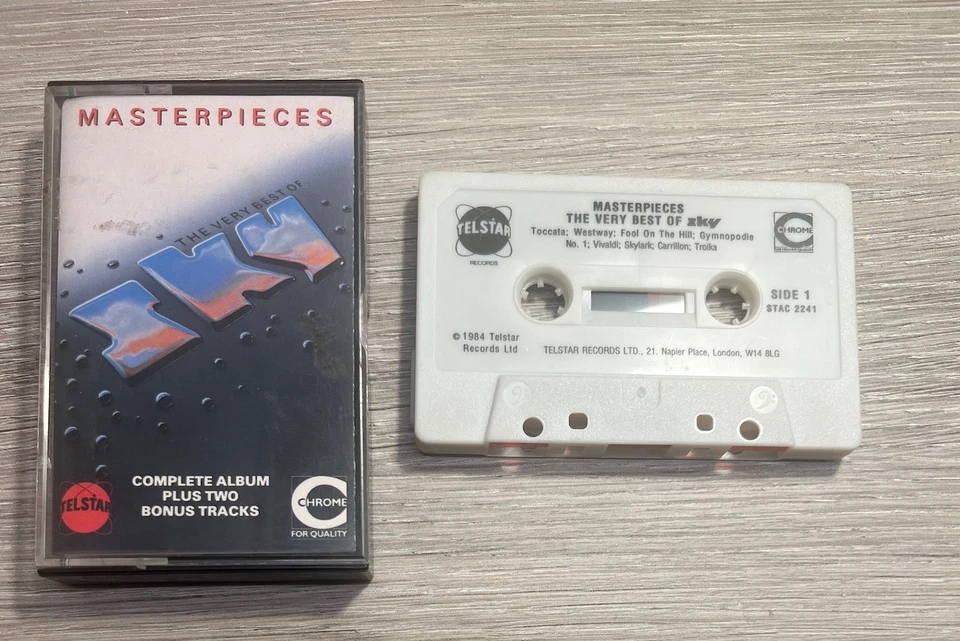 MASTERPIECES
THE VERY BEST OF
SKY
COMPLETE ALBUM
PLUS TWO
BONUS TRACKS
TELSTAR
CHROME
FOR QUALITY
TELSTAR
RECORDS
MASTERPIECES
THE VERY BEST OF sky
Toccata; Westway: Fool On The Hill; Gymnopodie
No. 1; Vivaldi; Skylark; Carrillon; Troika
CHROME
SIDE 1
STAC 2241
© 1984 Telstar
Records Ltd
TELSTAR RECORDS LTD., 21. Napier Place, London, W14 8LG